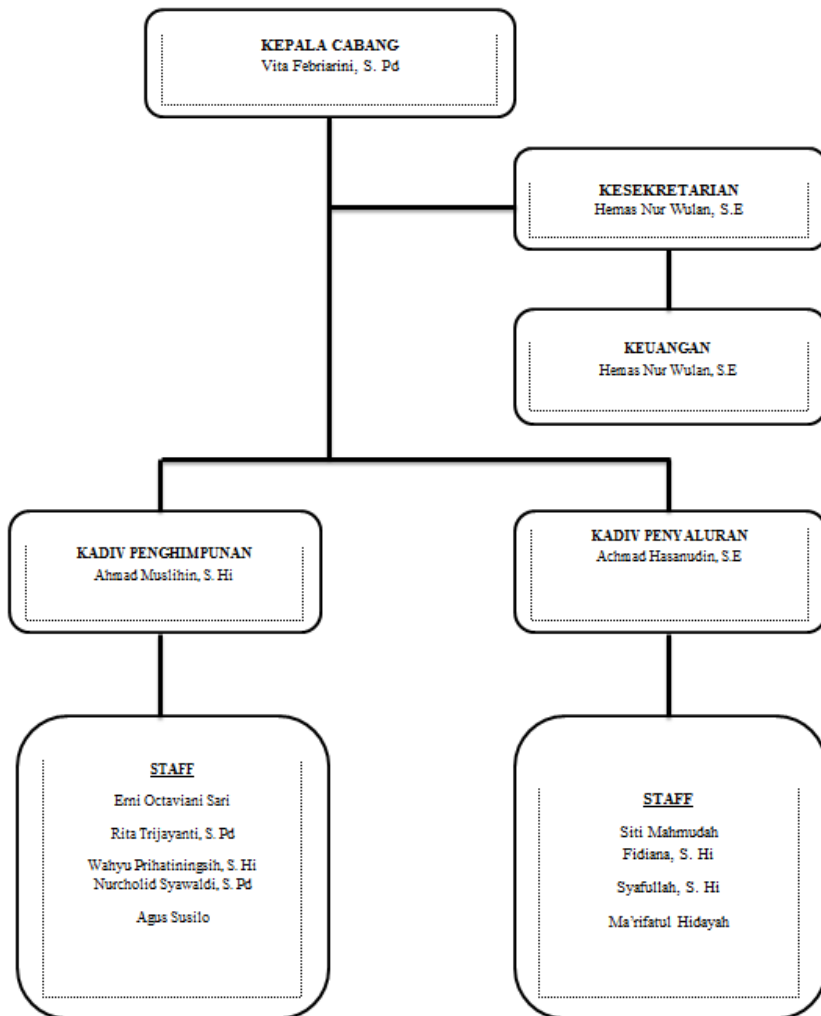 KEPALA CABANG
Vita Febriarini, S. Pd
KESEKRETARIAN
Hemas Nur Wulan, S.E
KEUANGAN
Hemas Nur Wulan, S.E
KADIV PENGHIMPUNAN
Ahmad Muslihin, S. Hi
KADIV PENYALURAN
Achmad Hasanudin, S.E
STAFF
Erni Octaviani Sari
Rita Trijayanti, S. Pd
Wahyu Prihatiningsih, S. Hi
Nurcholid Syawaldi, S. Pd
Agus Susilo
STAFF
Siti Mahmudah
Fidiana, S. Hi
Syafullah, S. Hi
Ma'rifatul Hidayah